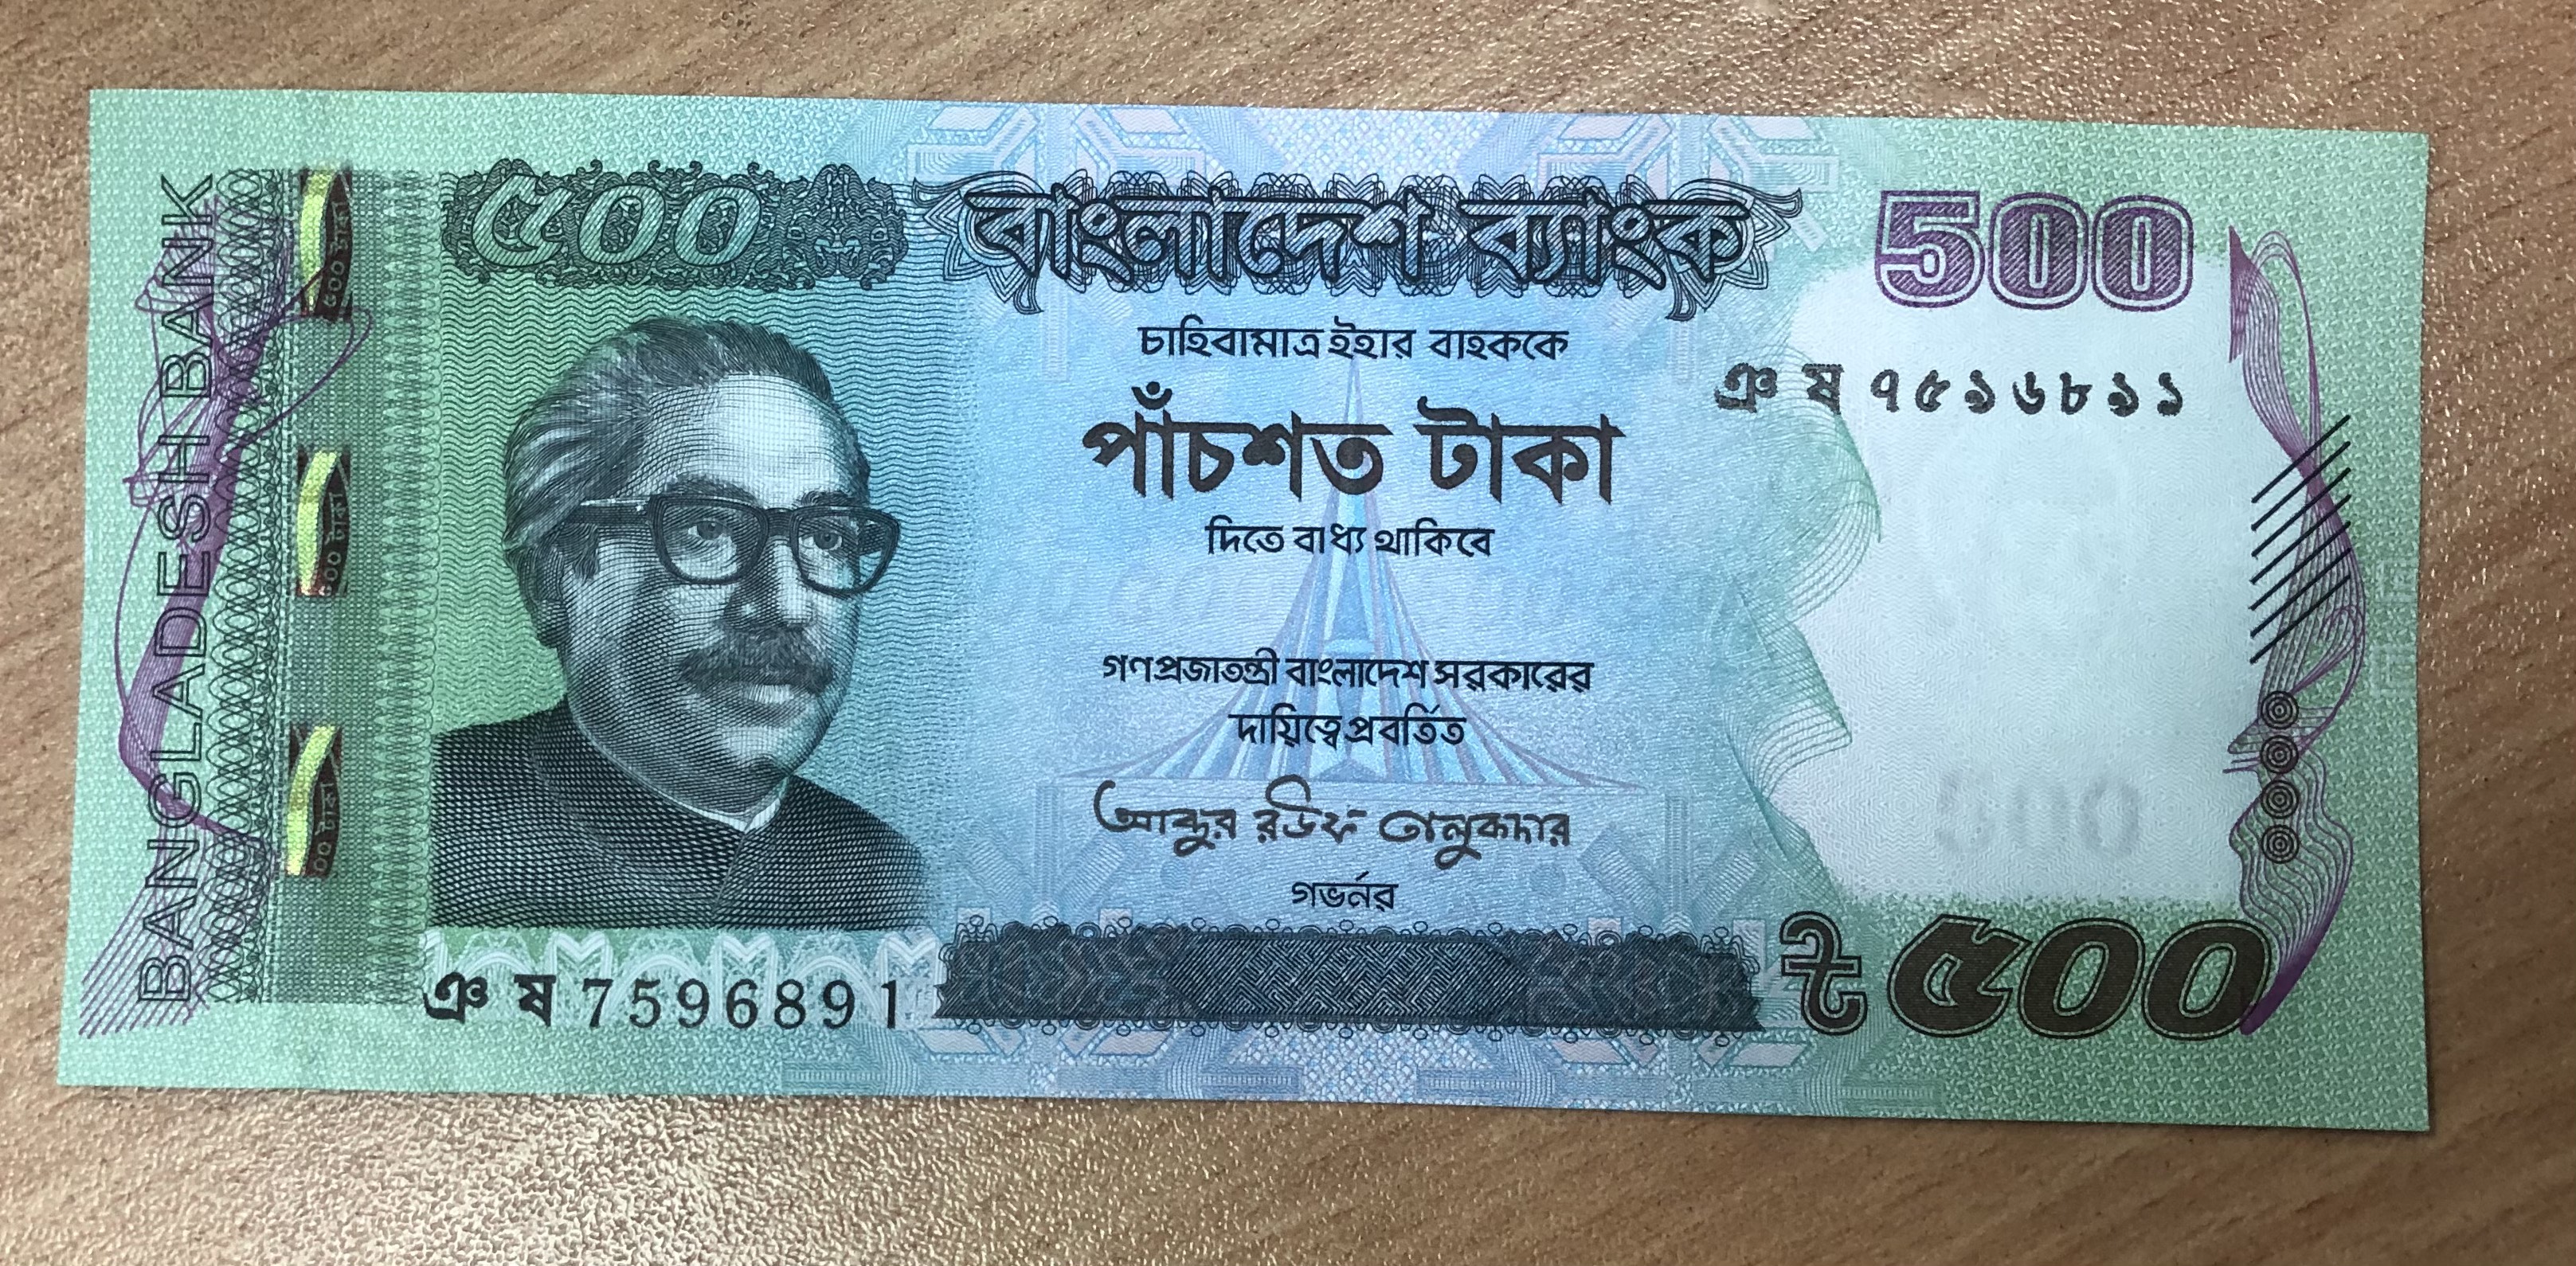 BANGLADESH BANK
৫০০ টাকা
৫০০ টাকা
৫০০ টাকা
৫০০
বাংলাদেশ ব্যাংক
500
চাহিবামাত্র ইহার বাহককে
ঞ ষ ৭৫৯৬৮৯১
পাঁচশত টাকা
দিতে বাধ্য থাকিবে
গণপ্রজাতন্ত্রী বাংলাদেশ সরকারের
দায়িত্বে প্রবর্তিত
আব্দুর রউফ তালুকদার
500
গভর্নর
ঞ ষ 7596891
৳ ৫০০